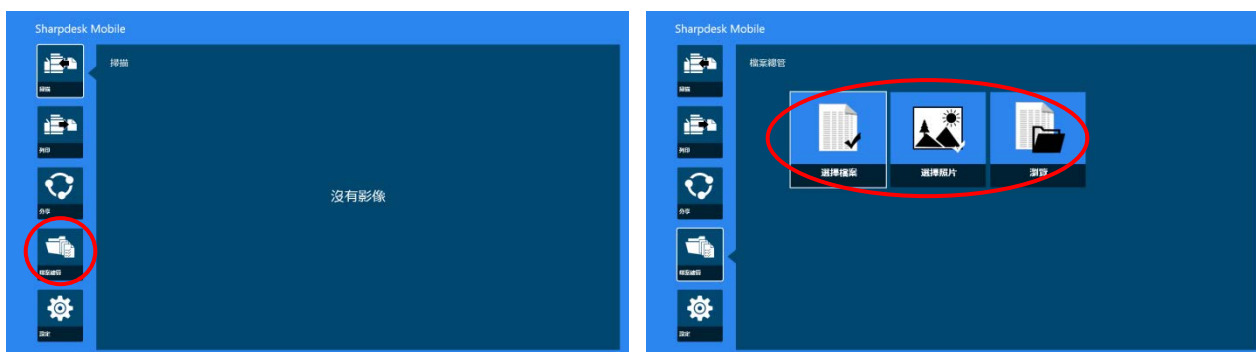 Sharpdesk Mobile
掃描
掃描
列印
沒有影像
分享
檔案總管
設定
Sharpdesk Mobile
掃描
檔案總管
列印
選擇檔案
選擇照片
瀏覽
分享
檔案總管
設定